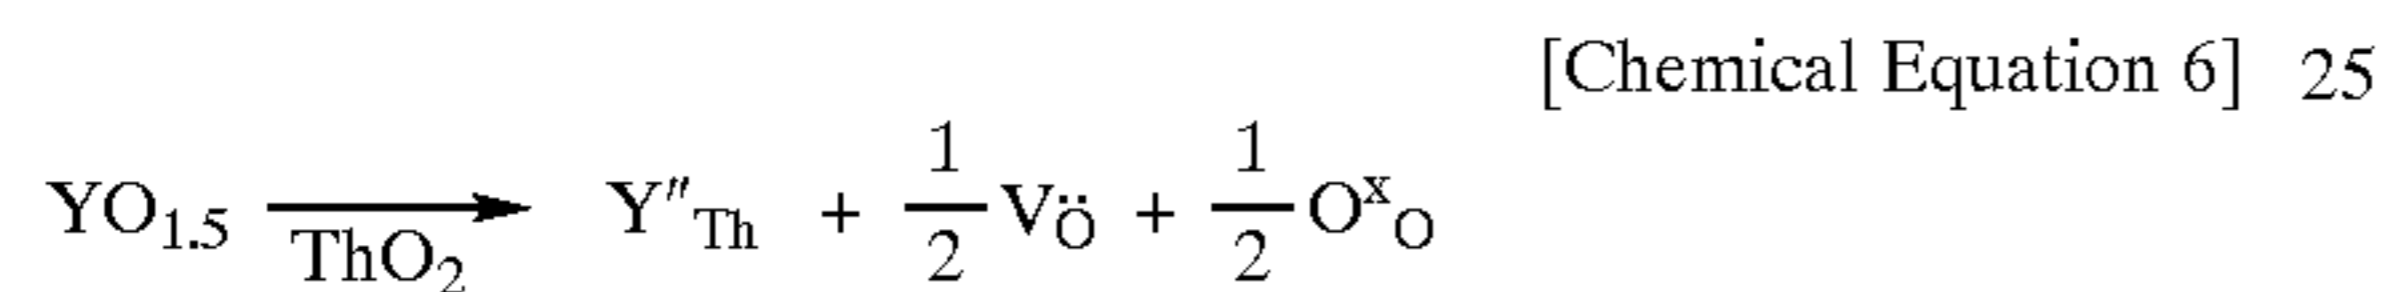 [Chemical Equation 6] 25
YO₁.₅ ⟶ ThO₂ Y″Th + 1/2 VÖ + 1/2 OˣO